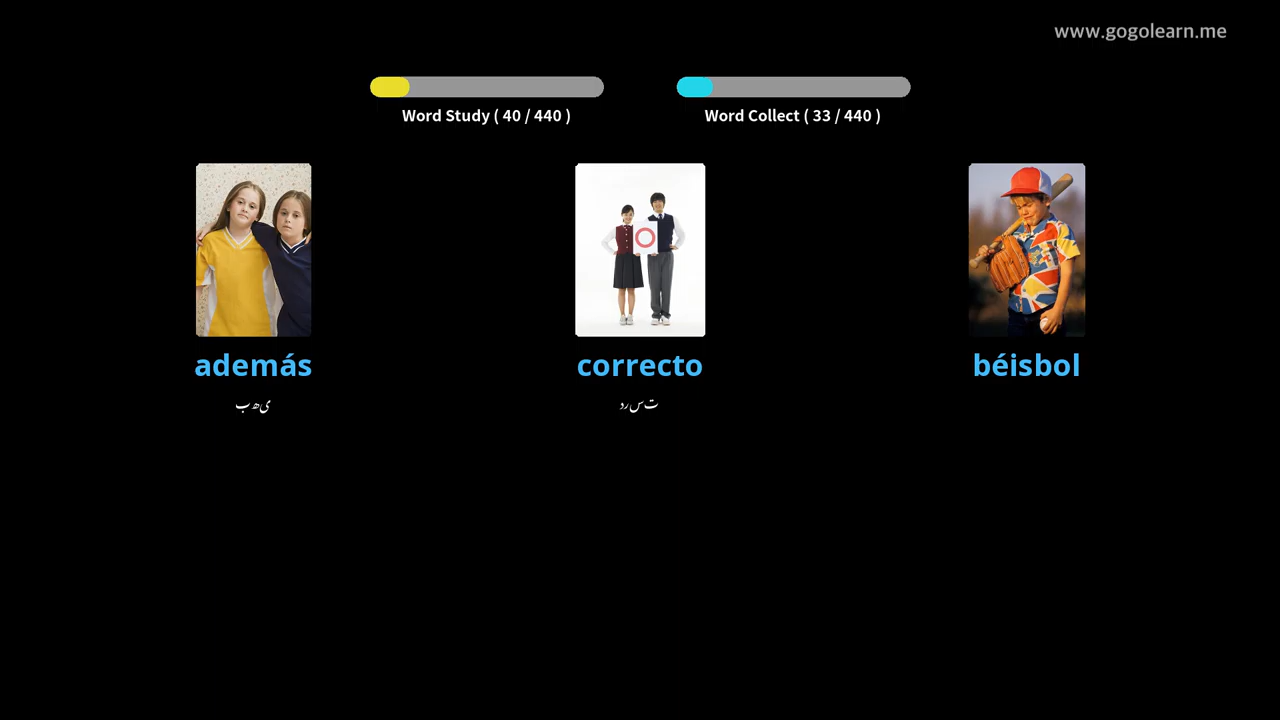 www.gogolearn.me
Word Study ( 40 / 440 )
Word Collect ( 33 / 440 )
además
correcto
béisbol
بھی
درست